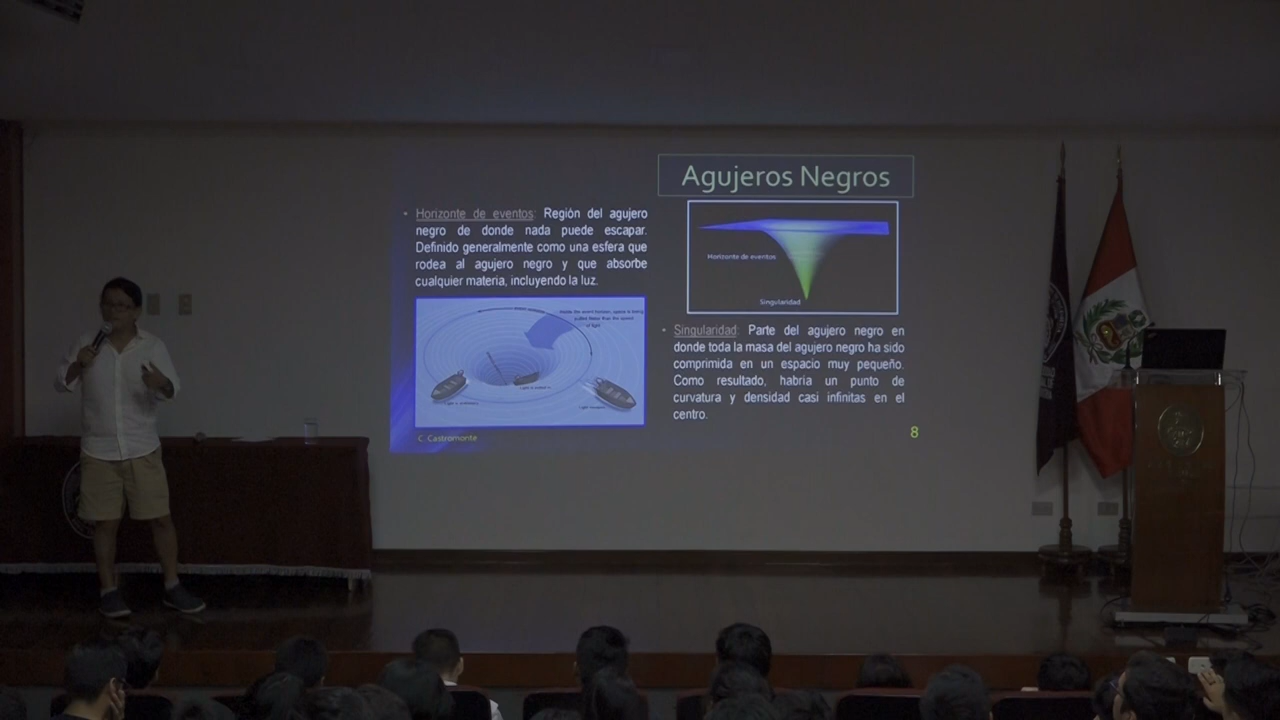 Agujeros Negros
• Horizonte de eventos: Región del agujero
negro de donde nada puede escapar.
Definido generalmente como una esfera que
rodea al agujero negro y que absorbe
cualquier materia, incluyendo la luz.
Horizonte de eventos
Singularidad
• Singularidad: Parte del agujero negro en
donde toda la masa del agujero negro ha sido
comprimida en un espacio muy pequeño.
Como resultado, habría un punto de
curvatura y densidad casi infinitas en el
centro.
C. Castromonte
8